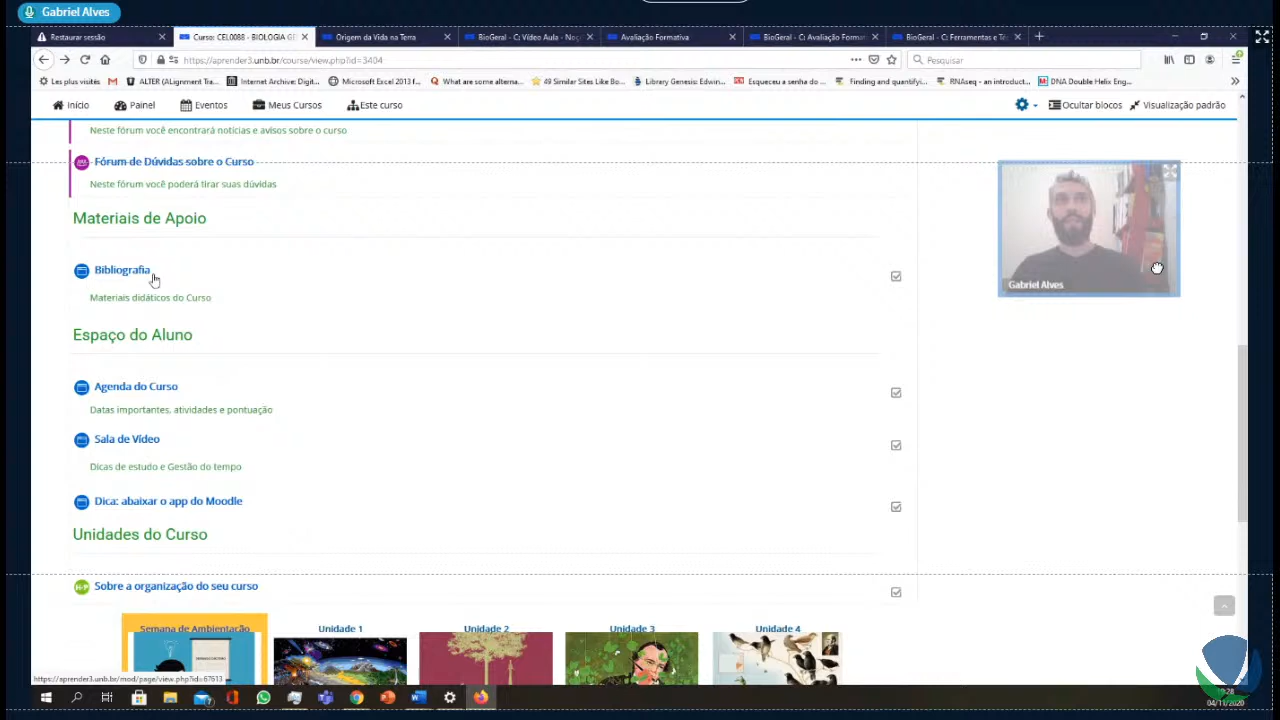 Gabriel Alves
Restaurar sessão
Curso: CEL0088 - BIOLOGIA GE
Origem da Vida na Terra
BioGeral - C: Vídeo Aula - Noç
Avaliação Formativa
BioGeral - C: Avaliação Format
BioGeral - C: Ferramentas e Té
https://aprender3.unb.br/course/view.php?id=3404
Pesquisar
Les plus visités
ALTER (ALignment Tra...
Internet Archive: Digit...
Microsoft Excel 2013 f...
What are some alterna...
49 Similar Sites Like Bo...
Library Genesis: Edwin...
Esqueceu a senha do ...
Finding and quantifyi...
RNAseq - an introduct...
DNA Double Helix Eng...
Início
Painel
Eventos
Meus Cursos
Este curso
Ocultar blocos
Visualização padrão
Neste fórum você encontrará notícias e avisos sobre o curso
Fórum de Dúvidas sobre o Curso
Neste fórum você poderá tirar suas dúvidas
Materiais de Apoio
Bibliografia
Materiais didáticos do Curso
Gabriel Alves
Espaço do Aluno
Agenda do Curso
Datas importantes, atividades e pontuação
Sala de Vídeo
Dicas de estudo e Gestão do tempo
Dica: abaixar o app do Moodle
Unidades do Curso
H-P
Sobre a organização do seu curso
Semana de Ambientação
Unidade 1
Unidade 2
Unidade 3
Unidade 4
https://aprender3.unb.br/mod/page/view.php?id=67613
04/11/2020